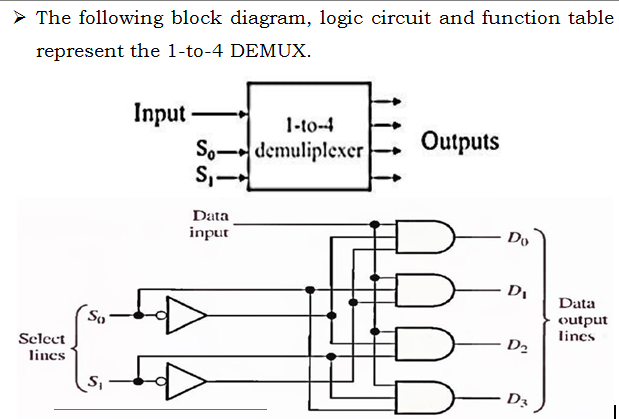 ➢ The following block diagram, logic circuit and function table
represent the 1-to-4 DEMUX.
Input
1-to-4
demuliplexer
S₀
S₁
Outputs
Data
input
D₀
D₁
Data
output
lines
S₀
Select
lines
D₂
S₁
D₃